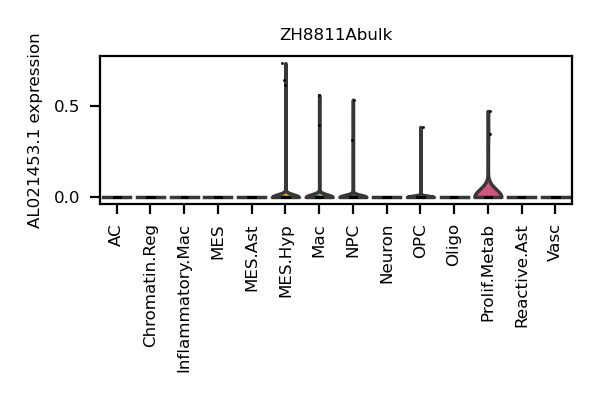 ZH8811Abulk
AL021453.1 expression
0.5
0.0
AC
Chromatin.Reg
Inflammatory.Mac
MES
MES.Ast
MES.Hyp
Mac
NPC
Neuron
OPC
Oligo
Prolif.Metab
Reactive.Ast
Vasc